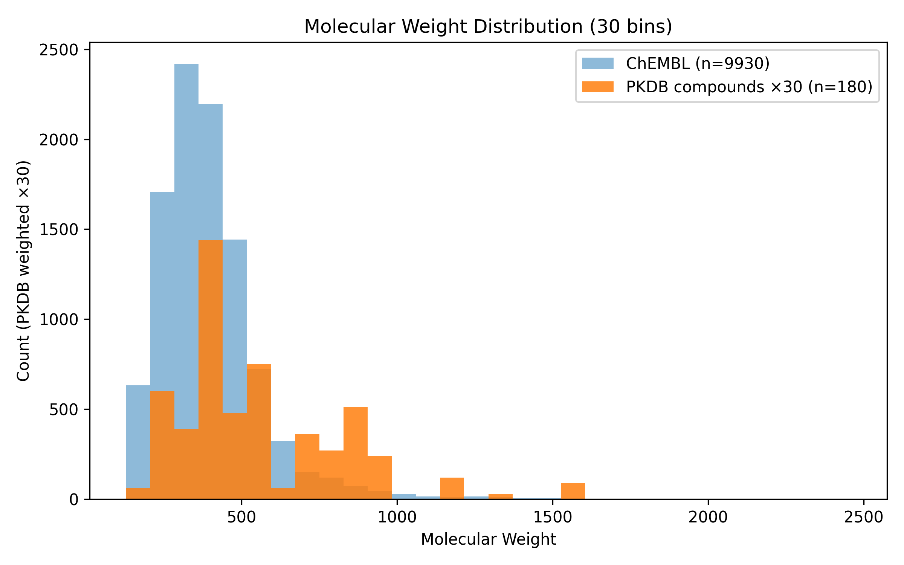 Molecular Weight Distribution (30 bins)
ChEMBL (n=9930)
PKDB compounds ×30 (n=180)
Count (PKDB weighted ×30)
2500
2000
1500
1000
500
0
500
1000
1500
2000
2500
Molecular Weight